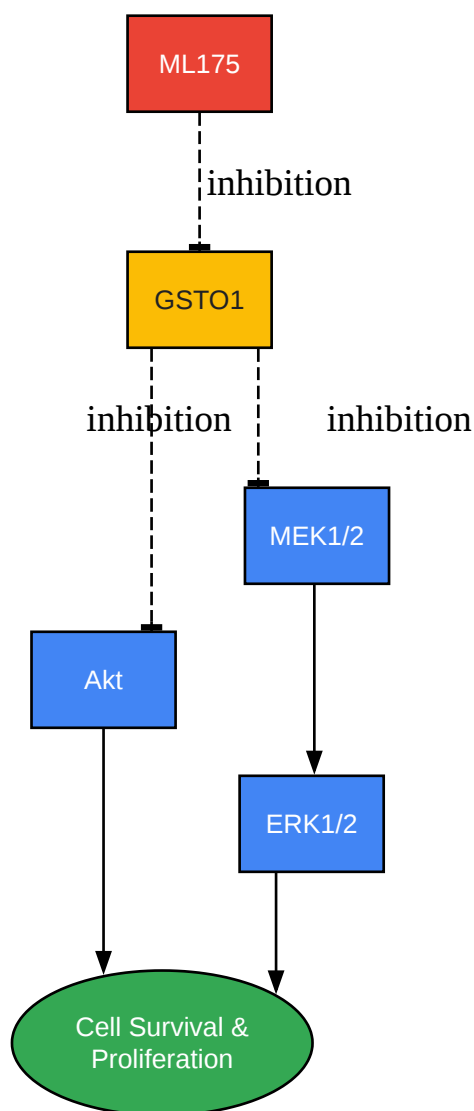 ML175
inhibition
GSTO1
inhibition
inhibition
MEK1/2
Akt
ERK1/2
Cell Survival &
Proliferation